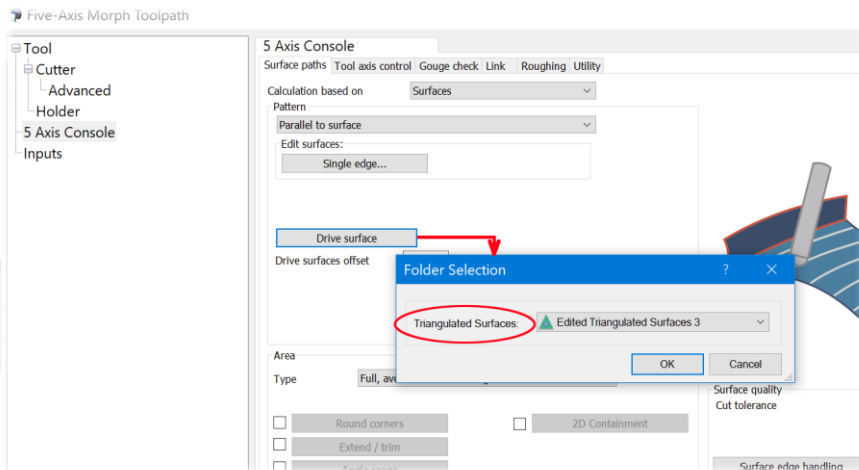 Five-Axis Morph Toolpath
Tool
Cutter
Advanced
Holder
5 Axis Console
Inputs
5 Axis Console
Surface paths Tool axis control Gouge check Link Roughing Utility
Calculation based on Surfaces
Pattern
Parallel to surface
Edit surfaces:
Single edge...
Drive surface
Drive surfaces offset
Folder Selection ?
Triangulated Surfaces: Edited Triangulated Surfaces 3
OK Cancel
Area
Type Full, av
Surface quality
Cut tolerance
Round corners 2D Containment
Extend / trim
Surface edge handling